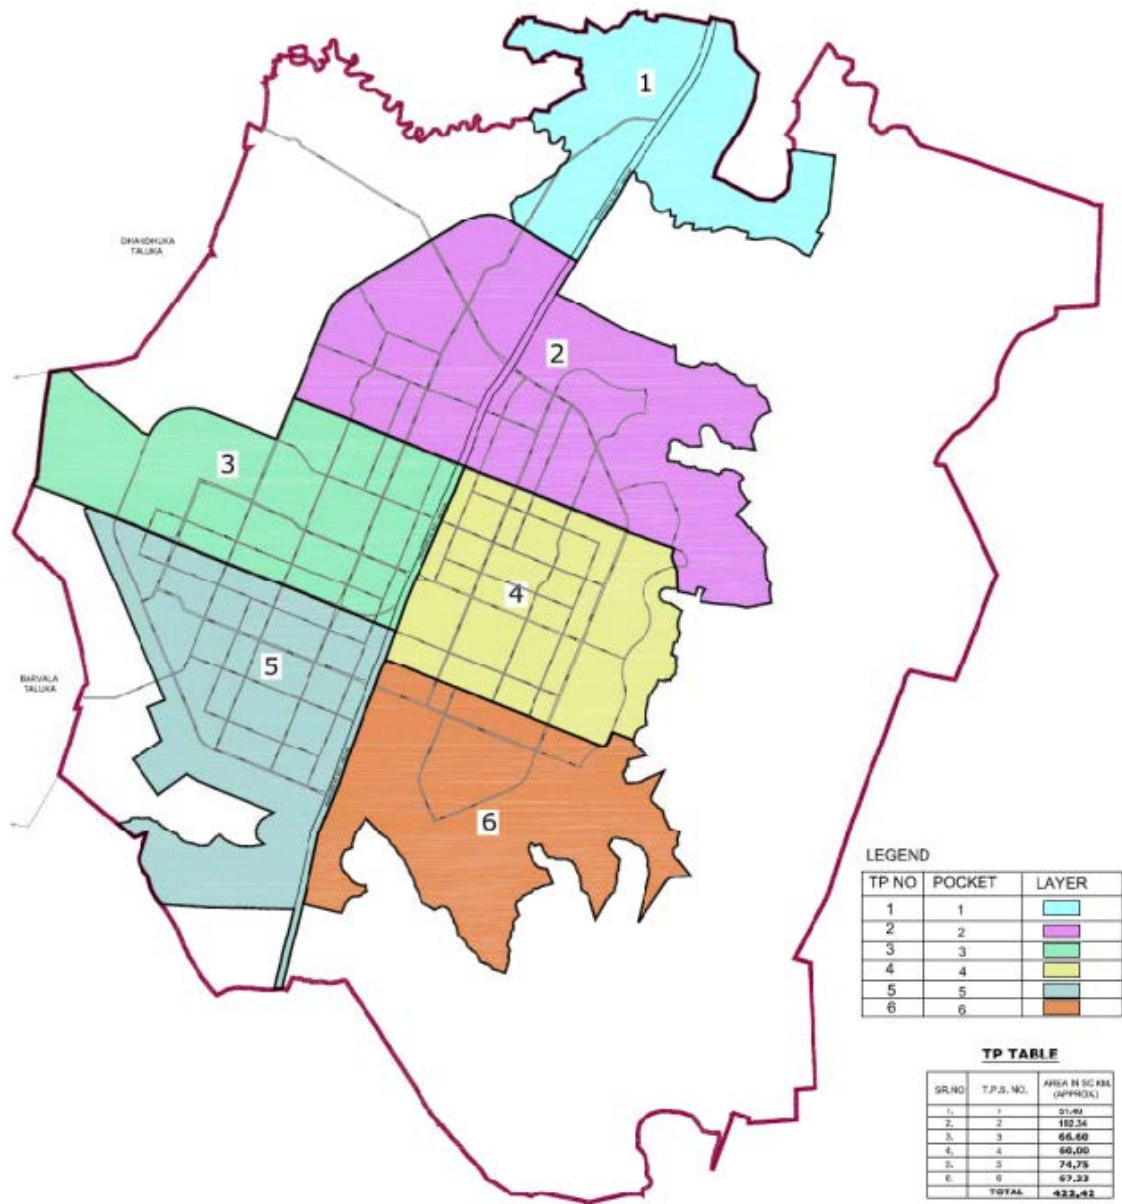 1
2
3
4
5
6
DHANDHUKA
TALUKA
BARVALA
TALUKA
LEGEND
TP NO POCKET LAYER
1 1
2 2
3 3
4 4
5 5
6 6
TP TABLE
SR.NO T.P.S. NO. AREA IN SC KM. (APPROX.)
1. 1 51.40
2. 2 102.34
3. 3 66.60
4. 4 60.00
5. 5 74.75
6. 6 67.33
TOTAL 422.42